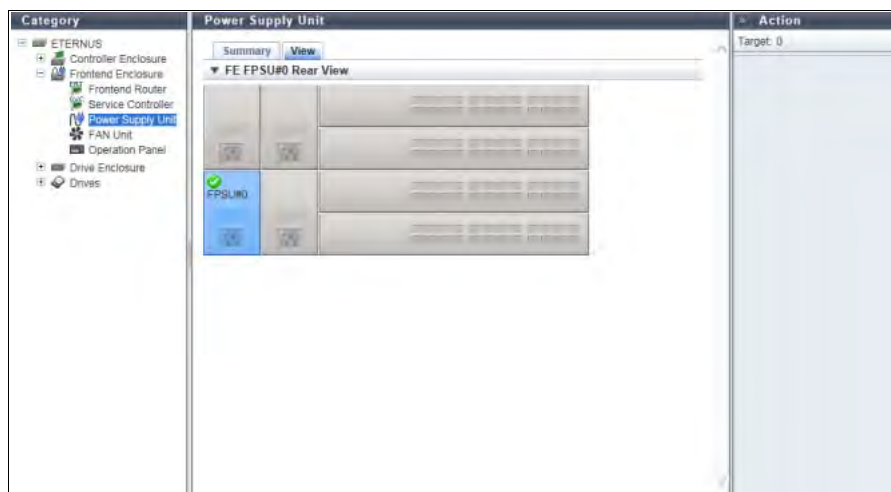 Category
ETERNUS
Controller Enclosure
Frontend Enclosure
Frontend Router
Service Controller
Power Supply Unit
FAN Unit
Operation Panel
Drive Enclosure
Drives
Power Supply Unit
Summary View
FE FPSU#0 Rear View
FPSU#0
Action
Target: 0